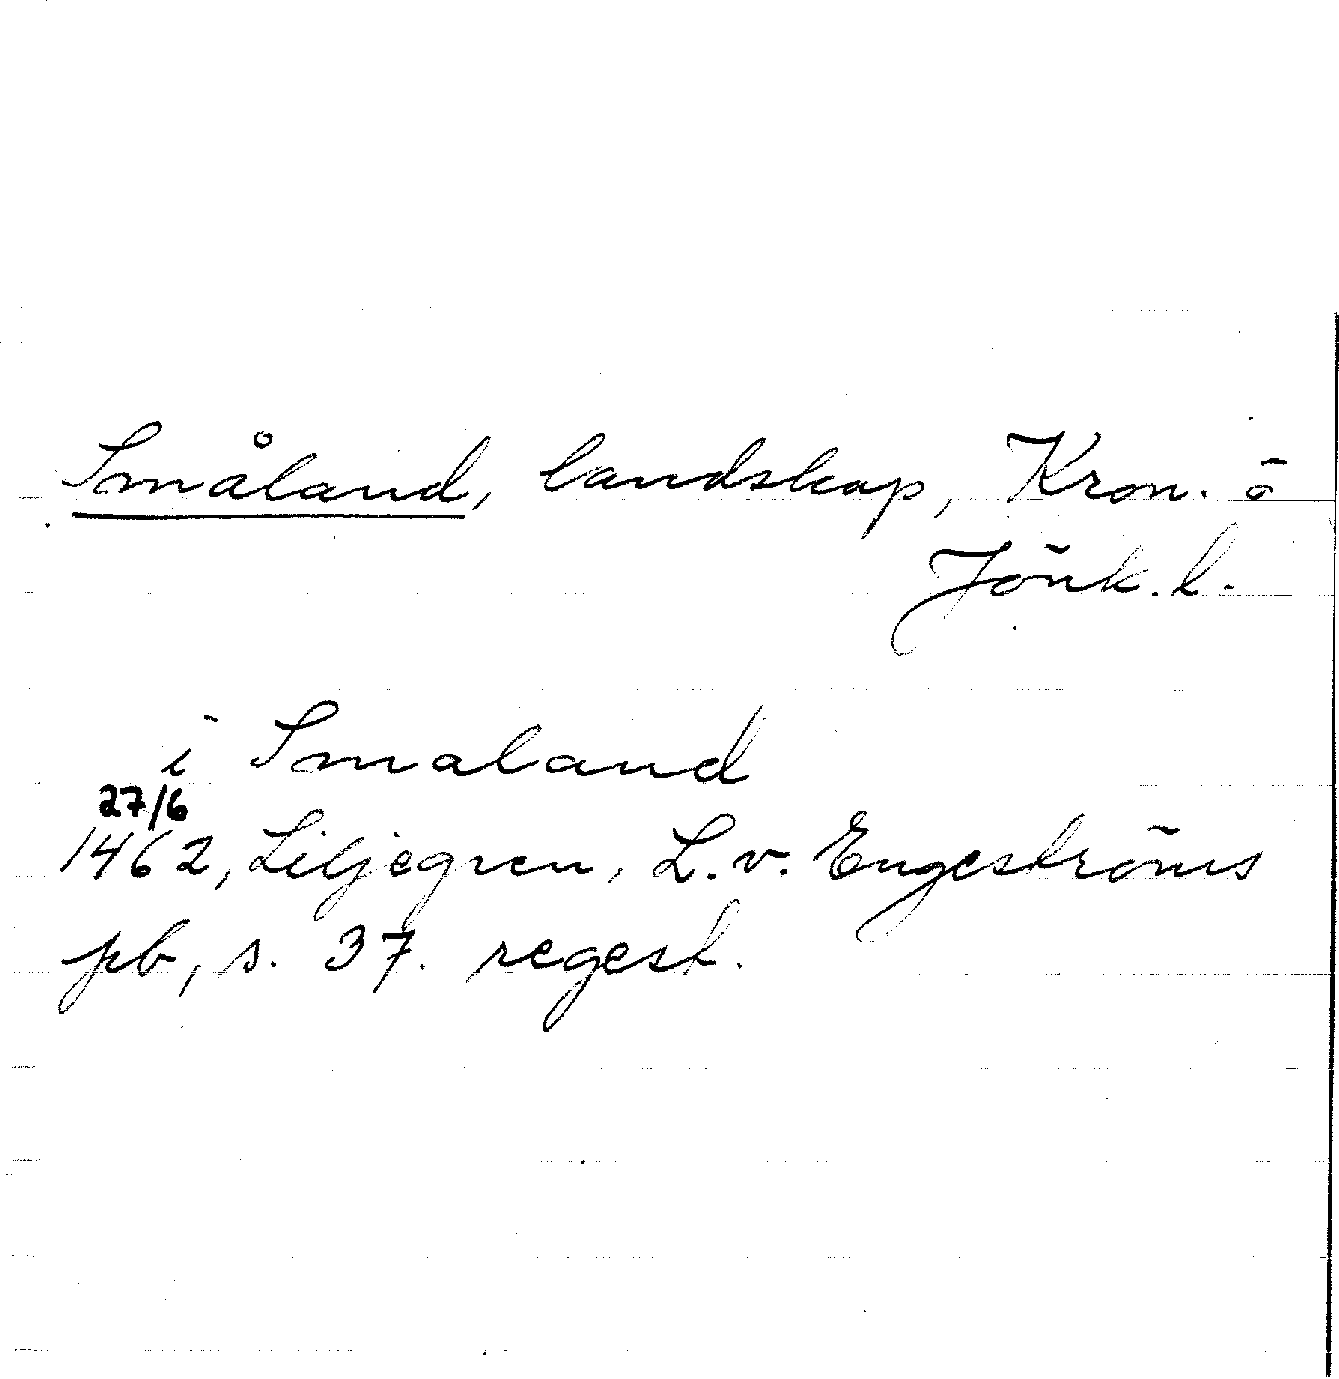 Småland, landskap, Kron. o
Jönk. l.
i Smaland
27/6
1462, Liljegren, L. v. Engeströms
pb, s. 37. regest.